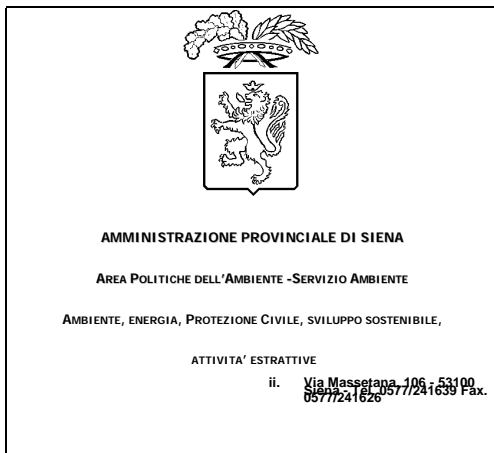 AMMINISTRAZIONE PROVINCIALE DI SIENA
AREA POLITICHE DELL'AMBIENTE -SERVIZIO AMBIENTE
AMBIENTE, ENERGIA, PROTEZIONE CIVILE, SVILUPPO SOSTENIBILE,
ATTIVITA' ESTRATTIVE
ii. Via Massetana, 106 - 53100
Siena - Tel. 0577/241639 Fax.
0577/241626